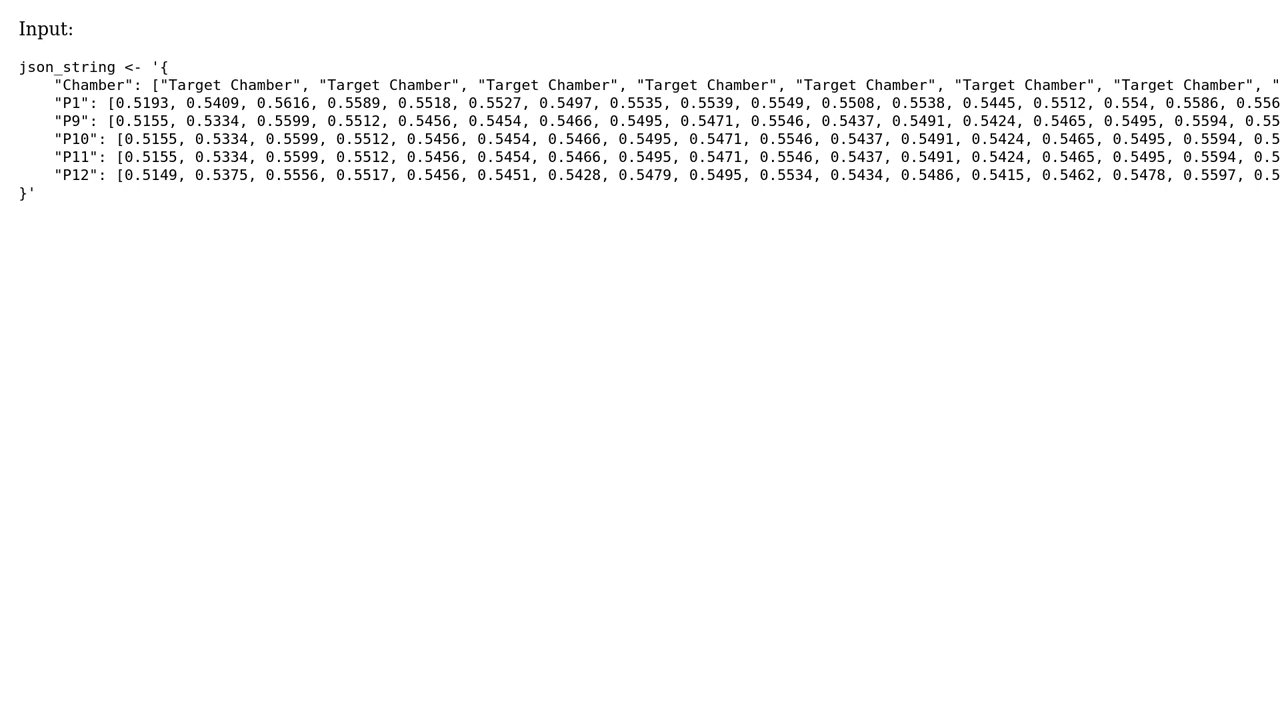 Input:
json_string <- '{
    "Chamber": ["Target Chamber", "Target Chamber", "Target Chamber", "Target Chamber", "Target Chamber", "Target Chamber", "Target Chamber", "
    "P1": [0.5193, 0.5409, 0.5616, 0.5589, 0.5518, 0.5527, 0.5497, 0.5535, 0.5539, 0.5549, 0.5508, 0.5538, 0.5445, 0.5512, 0.554, 0.5586, 0.556
    "P9": [0.5155, 0.5334, 0.5599, 0.5512, 0.5456, 0.5454, 0.5466, 0.5495, 0.5471, 0.5546, 0.5437, 0.5491, 0.5424, 0.5465, 0.5495, 0.5594, 0.55
    "P10": [0.5155, 0.5334, 0.5599, 0.5512, 0.5456, 0.5454, 0.5466, 0.5495, 0.5471, 0.5546, 0.5437, 0.5491, 0.5424, 0.5465, 0.5495, 0.5594, 0.5
    "P11": [0.5155, 0.5334, 0.5599, 0.5512, 0.5456, 0.5454, 0.5466, 0.5495, 0.5471, 0.5546, 0.5437, 0.5491, 0.5424, 0.5465, 0.5495, 0.5594, 0.5
    "P12": [0.5149, 0.5375, 0.5556, 0.5517, 0.5456, 0.5451, 0.5428, 0.5479, 0.5495, 0.5534, 0.5434, 0.5486, 0.5415, 0.5462, 0.5478, 0.5597, 0.5
}'